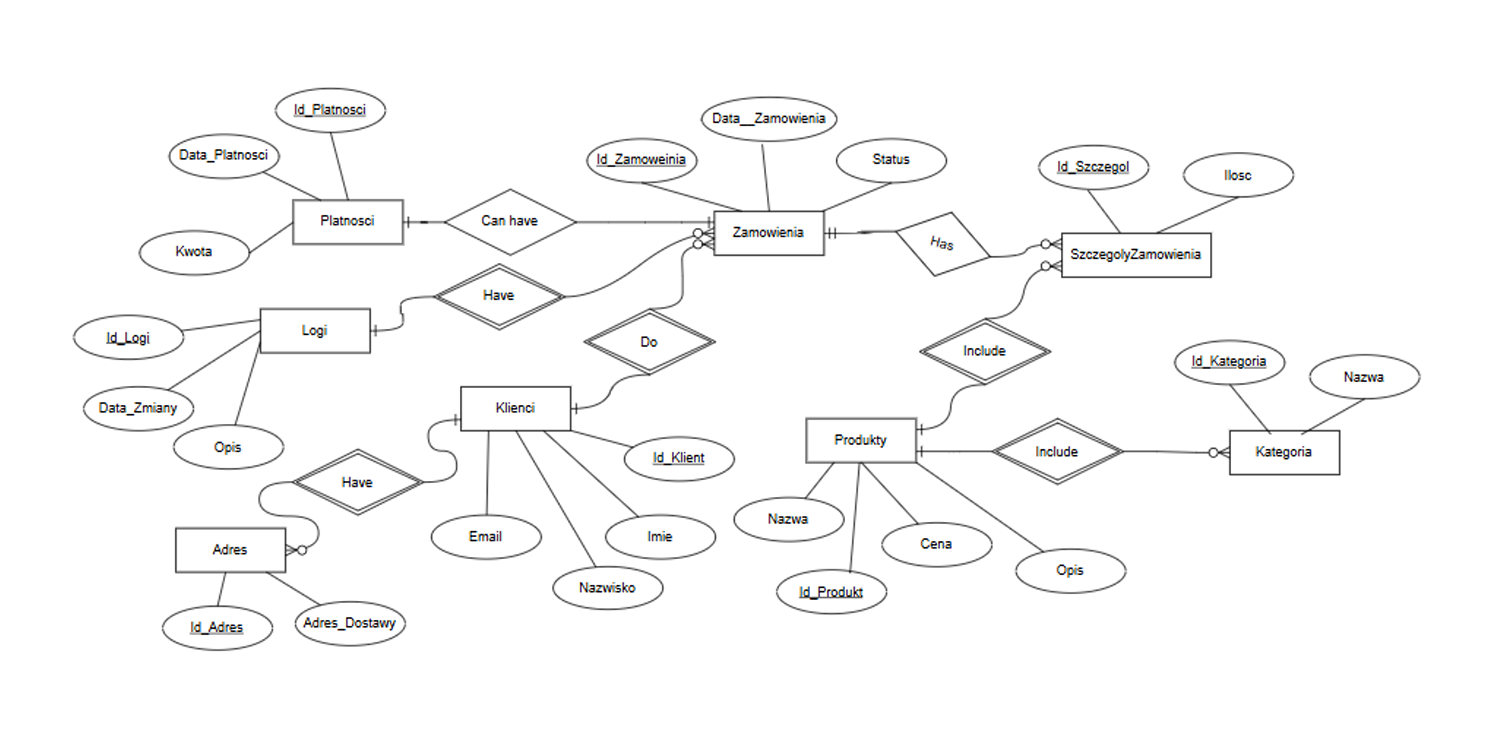 Id_Platnosci
Data__Zamowienia
Data_Platnosci
Id_Zamoweinia
Status
Id_Szczegol
Ilosc
Platnosci
Can have
Zamowienia
Has
Kwota
SzczegolyZamowienia
Have
Logi
Id_Logi
Do
Include
Id_Kategoria
Nazwa
Data_Zmiany
Klienci
Opis
Produkty
Include
Kategoria
Id_Klient
Have
Nazwa
Email
Imie
Cena
Adres
Opis
Nazwisko
Id_Produkt
Id_Adres
Adres_Dostawy